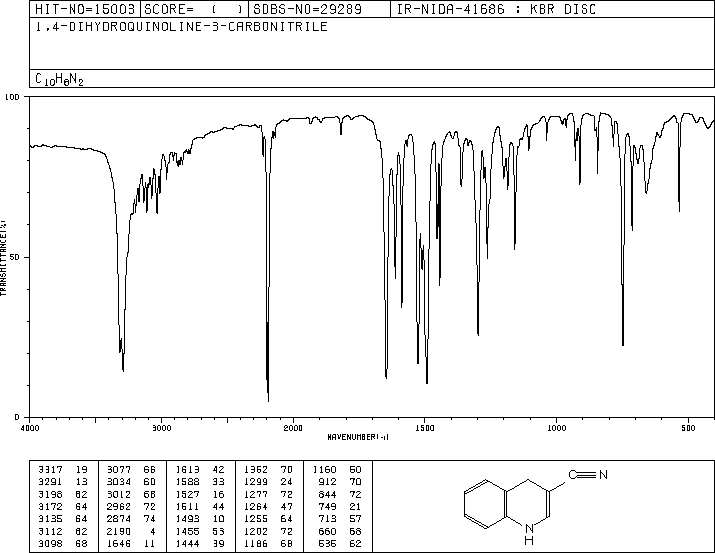 HIT-NO=15003 SCORE= ( ) SDBS-NO=29289 IR-NIDA-41686 : KBR DISC
1,4-DIHYDROQUINOLINE-3-CARBONITRILE
C10H8N2
100
50
0
TRANSMITTANCE(%)
4000 3000 2000 1500 1000 500
WAVENUMBER(-1)
3317 19 3077 66 1613 42 1362 70 1160 50
3291 13 3034 60 1588 33 1299 24 912 70
3198 62 3012 68 1527 16 1277 72 844 72
3172 64 2962 72 1511 44 1264 47 749 21
3135 64 2874 74 1493 10 1255 64 713 57
3112 62 2190 4 1455 53 1202 72 660 68
3098 68 1646 11 1444 39 1186 68 535 62
C N
N
H